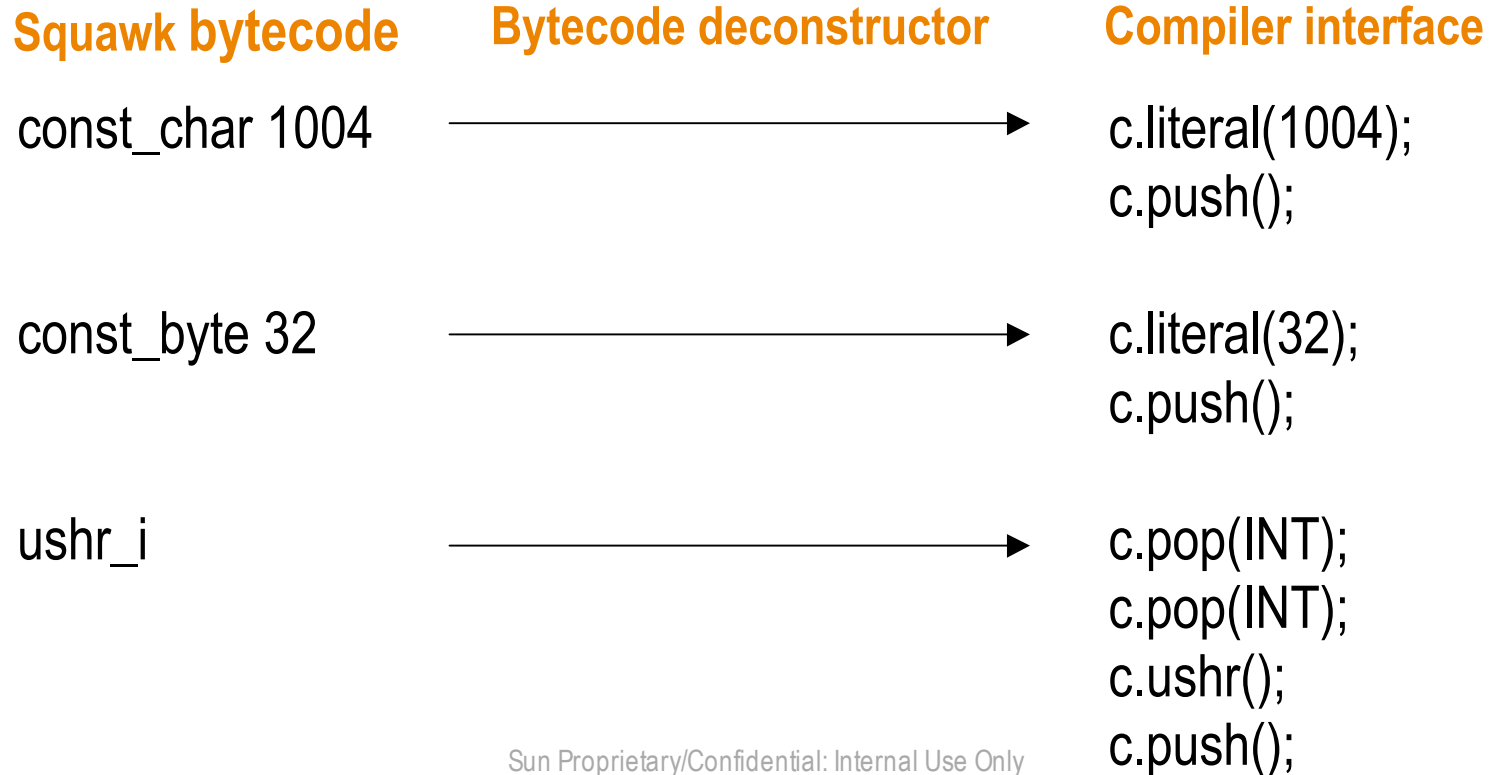 Squawk bytecode Bytecode deconstructor Compiler interface
const_char 1004 c.literal(1004);
c.push();
const_byte 32 c.literal(32);
c.push();
ushr_i c.pop(INT);
c.pop(INT);
c.ushr();
c.push();
Sun Proprietary/Confidential: Internal Use Only